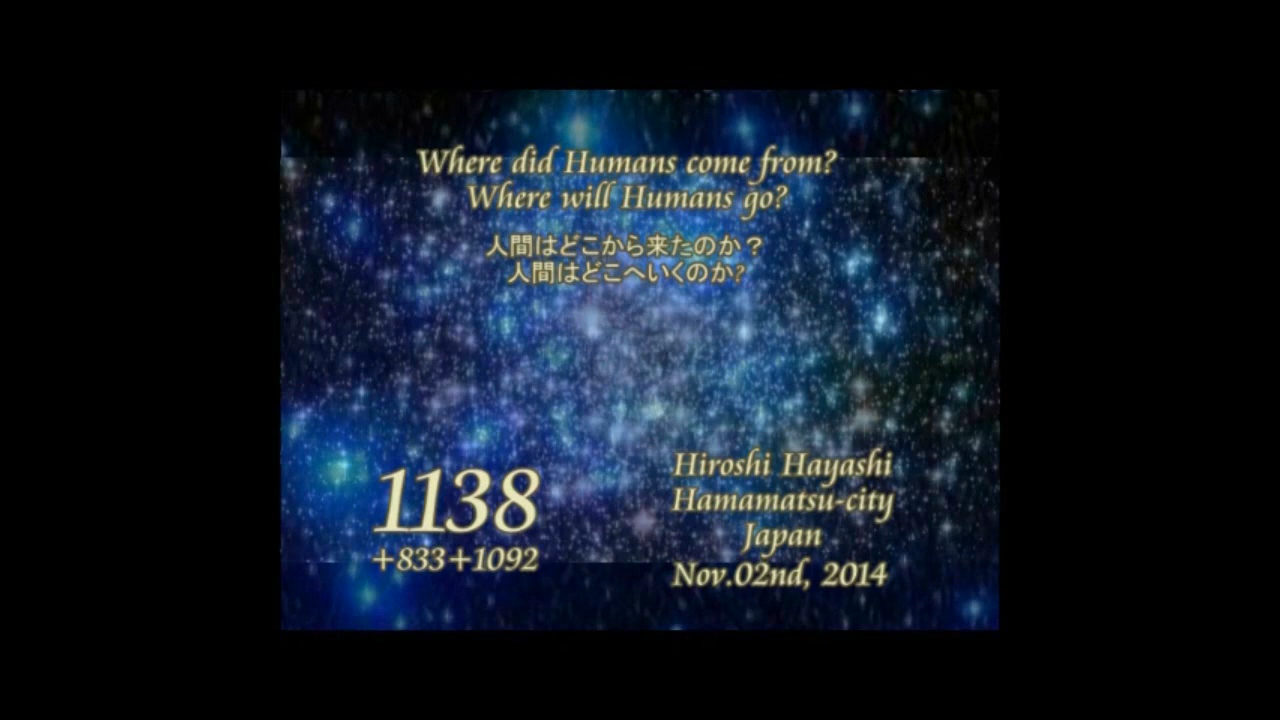 Where did Humans come from?
Where will Humans go?
人間はどこから来たのか？
人間はどこへいくのか?
1138
+833+1092
Hiroshi Hayashi
Hamamatsu-city
Japan
Nov.02nd, 2014